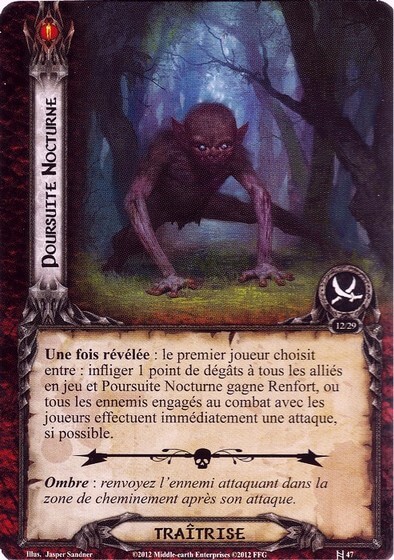 Poursuite Nocturne
12/29
Une fois révélée : le premier joueur choisit
entre : infliger 1 point de dégâts à tous les alliés
en jeu et Poursuite Nocturne gagne Renfort, ou
tous les ennemis engagés au combat avec les
joueurs effectuent immédiatement une attaque,
si possible.
Ombre : renvoyez l'ennemi attaquant dans la
zone de cheminement après son attaque.
TRAÎTRISE
Illus. Jasper Sandner ©2012 Middle-earth Enterprises ©2012 FFG 47